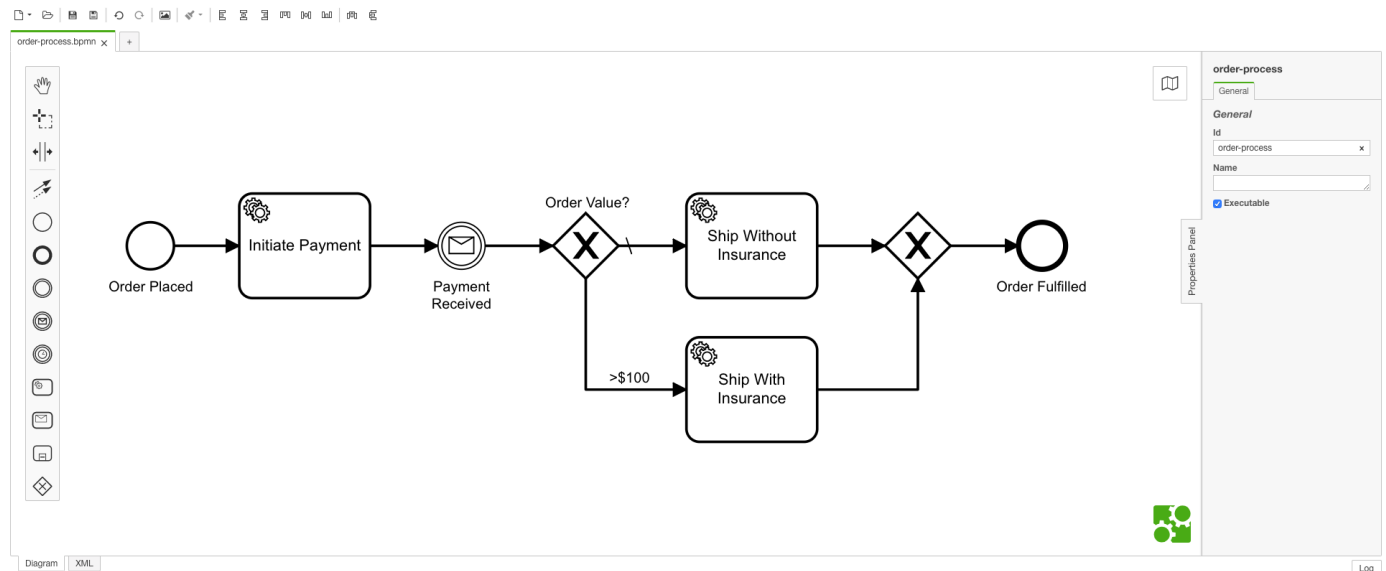 order-process.bpmn x
+
order-process
General
General
Id
order-process x
Name
Executable
Properties Panel
Order Placed
Initiate Payment
Payment
Received
Order Value?
Ship Without
Insurance
>$100
Ship With
Insurance
Order Fulfilled
Diagram
XML
Log